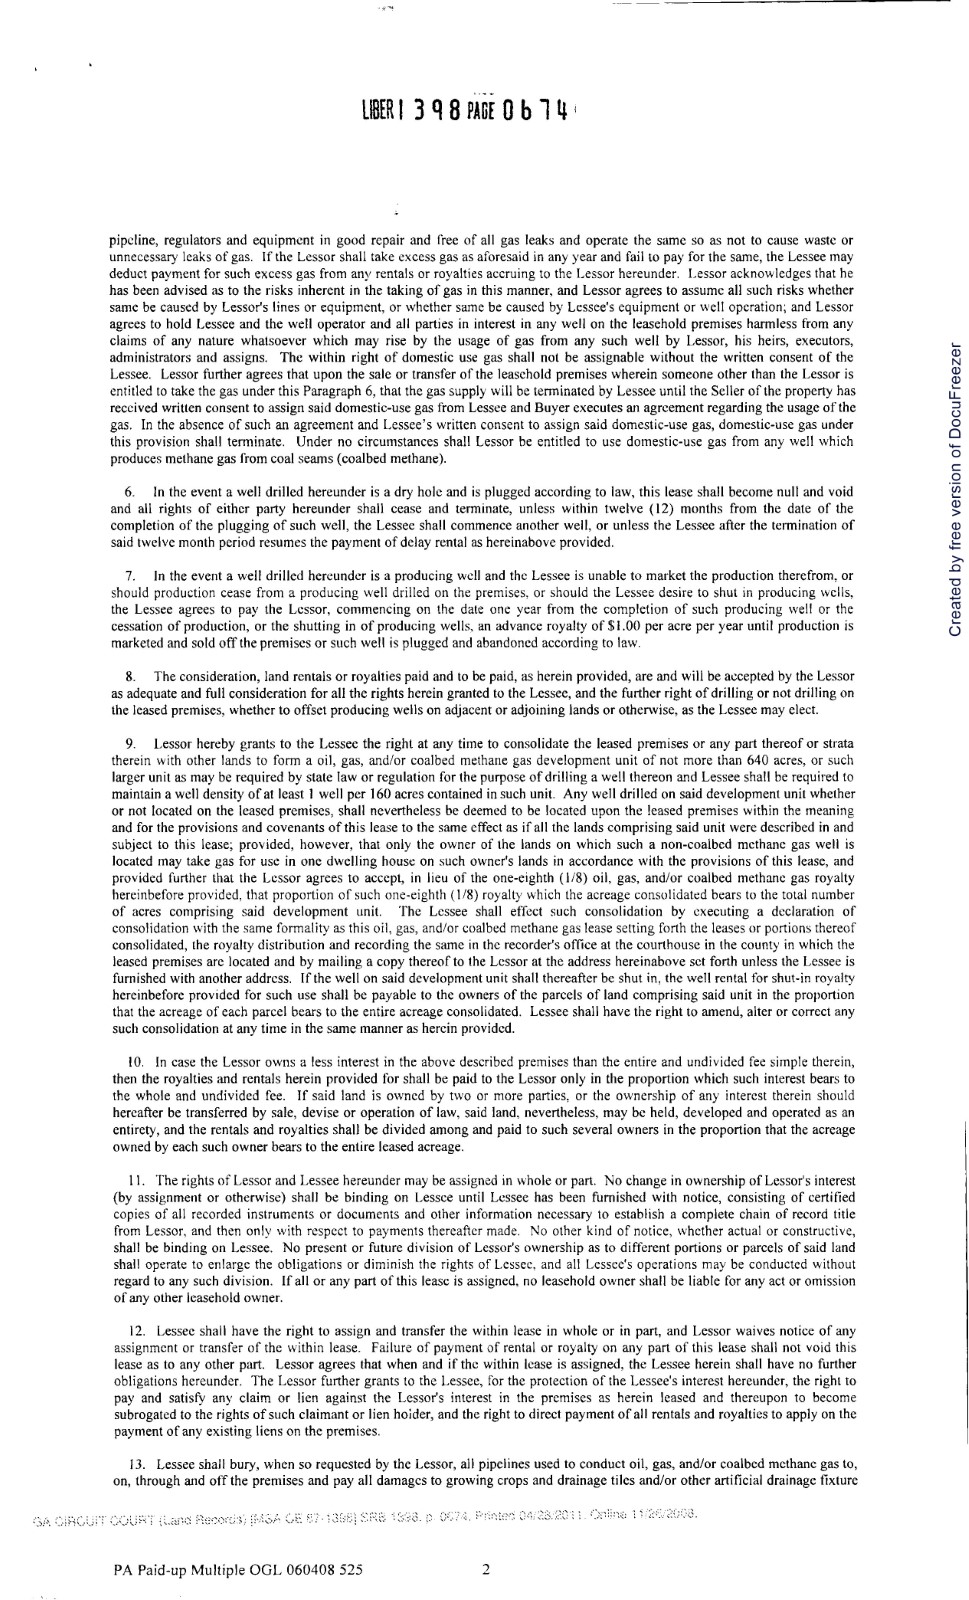 LIBER 1 3 9 8 PAGE 0 6 7 4
pipeline, regulators and equipment in good repair and free of all gas leaks and operate the same so as not to cause waste or
unnecessary leaks of gas. If the Lessor shall take excess gas as aforesaid in any year and fail to pay for the same, the Lessee may
deduct payment for such excess gas from any rentals or royalties accruing to the Lessor hereunder. Lessor acknowledges that he
has been advised as to the risks inherent in the taking of gas in this manner, and Lessor agrees to assume all such risks whether
same be caused by Lessor's lines or equipment, or whether same be caused by Lessee's equipment or well operation; and Lessor
agrees to hold Lessee and the well operator and all parties in interest in any well on the leasehold premises harmless from any
claims of any nature whatsoever which may rise by the usage of gas from any such well by Lessor, his heirs, executors,
administrators and assigns. The within right of domestic use gas shall not be assignable without the written consent of the
Lessee. Lessor further agrees that upon the sale or transfer of the leasehold premises wherein someone other than the Lessor is
entitled to take the gas under this Paragraph 6, that the gas supply will be terminated by Lessee until the Seller of the property has
received written consent to assign said domestic-use gas from Lessee and Buyer executes an agreement regarding the usage of the
gas. In the absence of such an agreement and Lessee's written consent to assign said domestic-use gas, domestic-use gas under
this provision shall terminate. Under no circumstances shall Lessor be entitled to use domestic-use gas from any well which
produces methane gas from coal seams (coalbed methane).
6. In the event a well drilled hereunder is a dry hole and is plugged according to law, this lease shall become null and void
and all rights of either party hereunder shall cease and terminate, unless within twelve (12) months from the date of the
completion of the plugging of such well, the Lessee shall commence another well, or unless the Lessee after the termination of
said twelve month period resumes the payment of delay rental as hereinabove provided.
7. In the event a well drilled hereunder is a producing well and the Lessee is unable to market the production therefrom, or
should production cease from a producing well drilled on the premises, or should the Lessee desire to shut in producing wells,
the Lessee agrees to pay the Lessor, commencing on the date one year from the completion of such producing well or the
cessation of production, or the shutting in of producing wells, an advance royalty of $1.00 per acre per year until production is
marketed and sold off the premises or such well is plugged and abandoned according to law.
8. The consideration, land rentals or royalties paid and to be paid, as herein provided, are and will be accepted by the Lessor
as adequate and full consideration for all the rights herein granted to the Lessee, and the further right of drilling or not drilling on
the leased premises, whether to offset producing wells on adjacent or adjoining lands or otherwise, as the Lessee may elect.
9. Lessor hereby grants to the Lessee the right at any time to consolidate the leased premises or any part thereof or strata
therein with other lands to form a oil, gas, and/or coalbed methane gas development unit of not more than 640 acres, or such
larger unit as may be required by state law or regulation for the purpose of drilling a well thereon and Lessee shall be required to
maintain a well density of at least 1 well per 160 acres contained in such unit. Any well drilled on said development unit whether
or not located on the leased premises, shall nevertheless be deemed to be located upon the leased premises within the meaning
and for the provisions and covenants of this lease to the same effect as if all the lands comprising said unit were described in and
subject to this lease; provided, however, that only the owner of the lands on which such a non-coalbed methane gas well is
located may take gas for use in one dwelling house on such owner's lands in accordance with the provisions of this lease, and
provided further that the Lessor agrees to accept, in lieu of the one-eighth (1/8) oil, gas, and/or coalbed methane gas royalty
hereinbefore provided, that proportion of such one-eighth (1/8) royalty which the acreage consolidated bears to the total number
of acres comprising said development unit. The Lessee shall effect such consolidation by executing a declaration of
consolidation with the same formality as this oil, gas, and/or coalbed methane gas lease setting forth the leases or portions thereof
consolidated, the royalty distribution and recording the same in the recorder's office at the courthouse in the county in which the
leased premises are located and by mailing a copy thereof to the Lessor at the address hereinabove set forth unless the Lessee is
furnished with another address. If the well on said development unit shall thereafter be shut in, the well rental for shut-in royalty
hereinbefore provided for such use shall be payable to the owners of the parcels of land comprising said unit in the proportion
that the acreage of each parcel bears to the entire acreage consolidated. Lessee shall have the right to amend, alter or correct any
such consolidation at any time in the same manner as herein provided.
10. In case the Lessor owns a less interest in the above described premises than the entire and undivided fee simple therein,
then the royalties and rentals herein provided for shall be paid to the Lessor only in the proportion which such interest bears to
the whole and undivided fee. If said land is owned by two or more parties, or the ownership of any interest therein should
hereafter be transferred by sale, devise or operation of law, said land, nevertheless, may be held, developed and operated as an
entirety, and the rentals and royalties shall be divided among and paid to such several owners in the proportion that the acreage
owned by each such owner bears to the entire leased acreage.
11. The rights of Lessor and Lessee hereunder may be assigned in whole or part. No change in ownership of Lessor's interest
(by assignment or otherwise) shall be binding on Lessee until Lessee has been furnished with notice, consisting of certified
copies of all recorded instruments or documents and other information necessary to establish a complete chain of record title
from Lessor, and then only with respect to payments thereafter made. No other kind of notice, whether actual or constructive,
shall be binding on Lessee. No present or future division of Lessor's ownership as to different portions or parcels of said land
shall operate to enlarge the obligations or diminish the rights of Lessee, and all Lessee's operations may be conducted without
regard to any such division. If all or any part of this lease is assigned, no leasehold owner shall be liable for any act or omission
of any other leasehold owner.
12. Lessee shall have the right to assign and transfer the within lease in whole or in part, and Lessor waives notice of any
assignment or transfer of the within lease. Failure of payment of rental or royalty on any part of this lease shall not void this
lease as to any other part. Lessor agrees that when and if the within lease is assigned, the Lessee herein shall have no further
obligations hereunder. The Lessor further grants to the Lessee, for the protection of the Lessee's interest hereunder, the right to
pay and satisfy any claim or lien against the Lessor's interest in the premises as herein leased and thereupon to become
subrogated to the rights of such claimant or lien holder, and the right to direct payment of all rentals and royalties to apply on the
payment of any existing liens on the premises.
13. Lessee shall bury, when so requested by the Lessor, all pipelines used to conduct oil, gas, and/or coalbed methane gas to,
on, through and off the premises and pay all damages to growing crops and drainage tiles and/or other artificial drainage fixture
GA CIRCUIT COURT (Land Records) [MSA CE 67-1396] SRB 1398, p. 0674. Printed 04/28/2011. Online 11/26/2008.
PA Paid-up Multiple OGL 060408 525 2
Created by free version of DocuFreezer